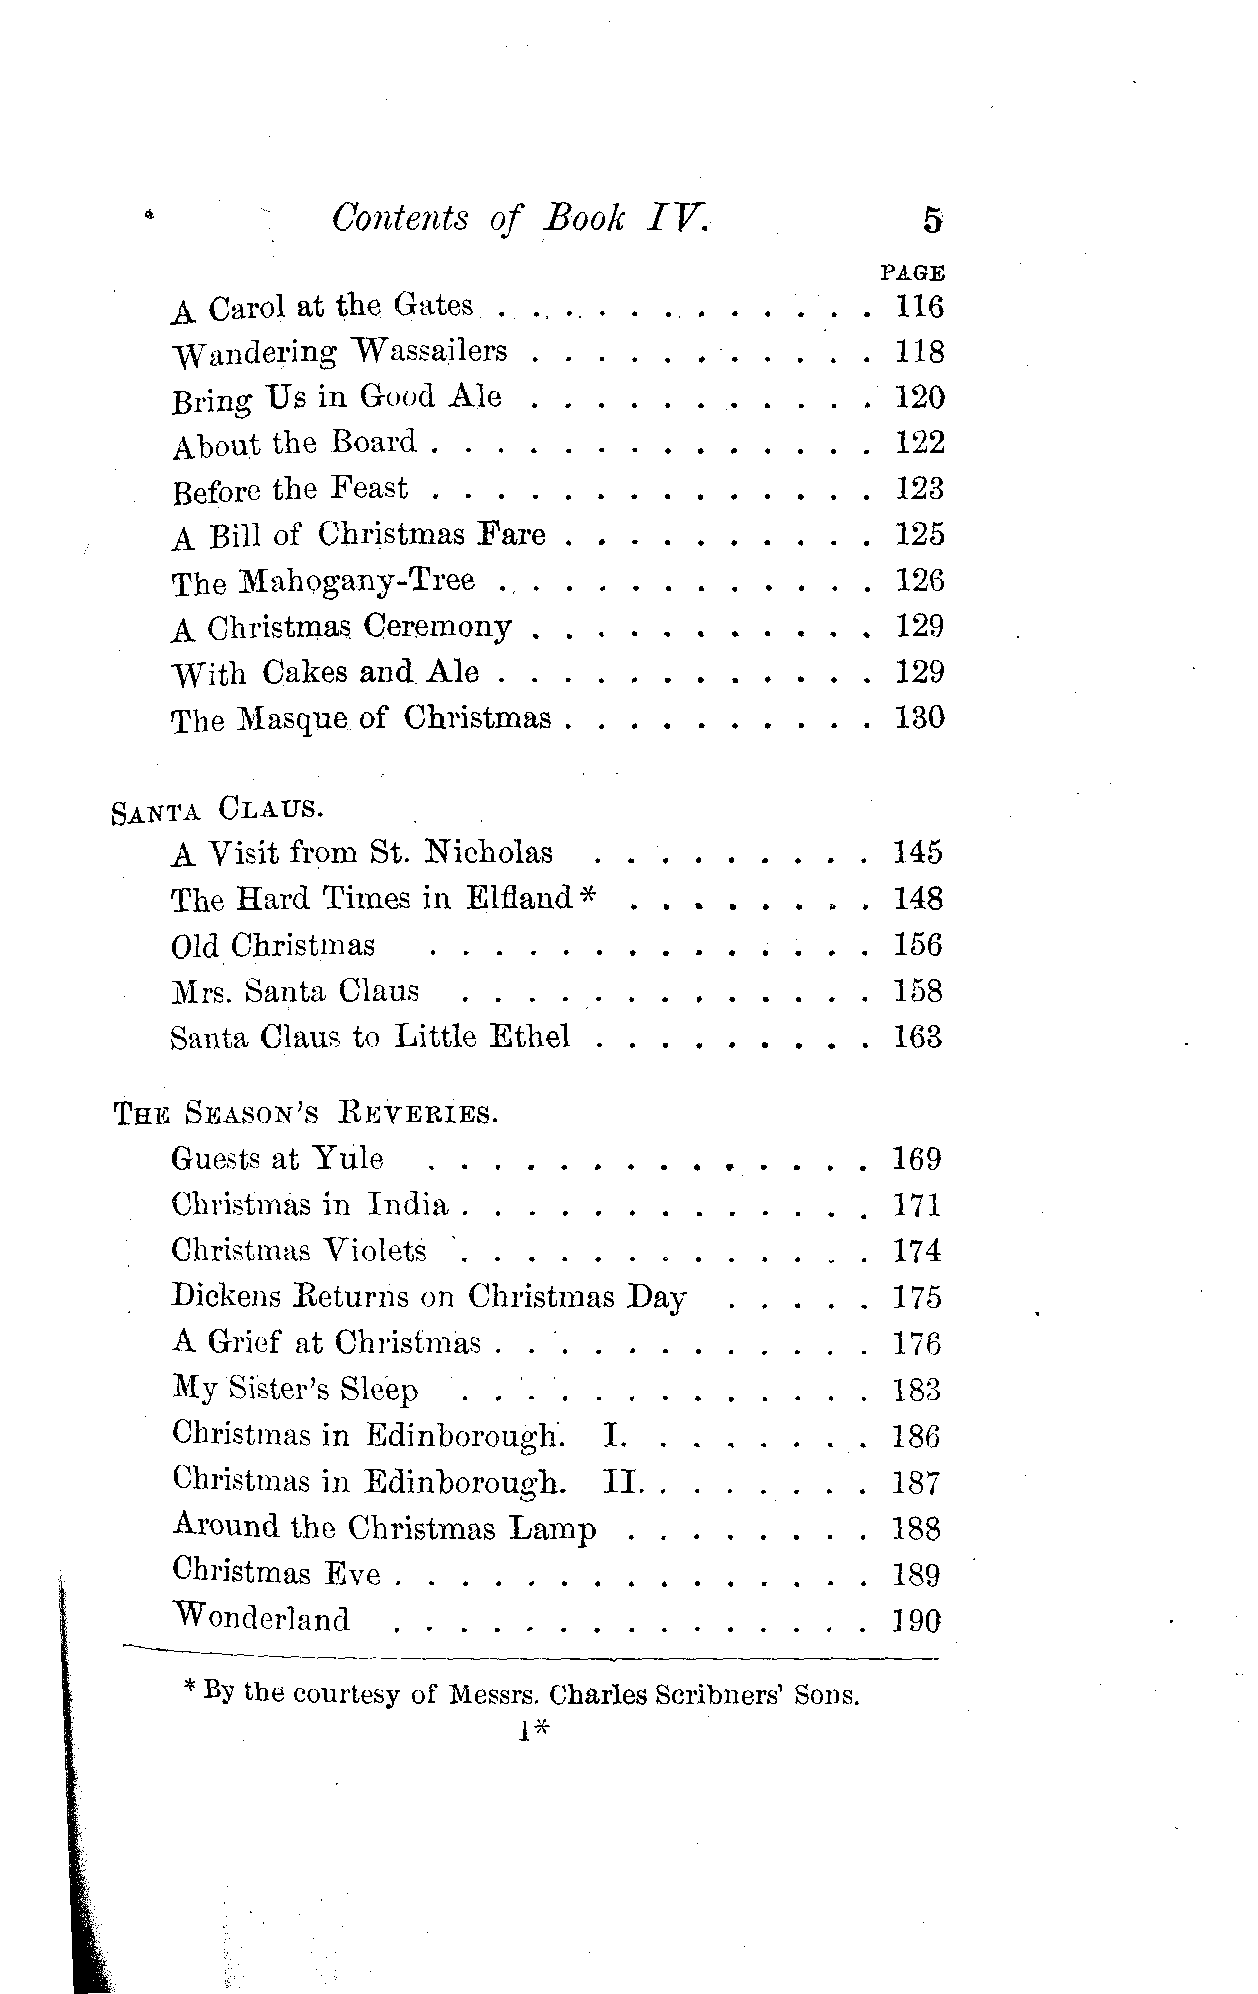 Contents of Book IV. 5
PAGE
A Carol at the Gates . . . . . . . . . . . . 116
Wandering Wassailers . . . . . . . . . . . 118
Bring Us in Good Ale . . . . . . . . . . . 120
About the Board . . . . . . . . . . . . . . 122
Before the Feast . . . . . . . . . . . . . . 123
A Bill of Christmas Fare . . . . . . . . . . 125
The Mahogany-Tree . . . . . . . . . . . . 126
A Christmas Ceremony . . . . . . . . . . . 129
With Cakes and Ale . . . . . . . . . . . . 129
The Masque of Christmas . . . . . . . . . . 130
SANTA CLAUS.
A Visit from St. Nicholas . . . . . . . . . 145
The Hard Times in Elfland* . . . . . . . . 148
Old Christmas . . . . . . . . . . . . . . 156
Mrs. Santa Claus . . . . . . . . . . . . . 158
Santa Claus to Little Ethel . . . . . . . . . 163
THE SEASON'S REVERIES.
Guests at Yule . . . . . . . . . . . . . . 169
Christmas in India . . . . . . . . . . . . . 171
Christmas Violets . . . . . . . . . . . . . 174
Dickens Returns on Christmas Day . . . . . 175
A Grief at Christmas . . . . . . . . . . . . 176
My Sister's Sleep . . . . . . . . . . . . . 183
Christmas in Edinborough. I. . . . . . . . 186
Christmas in Edinborough. II. . . . . . . . 187
Around the Christmas Lamp . . . . . . . . 188
Christmas Eve . . . . . . . . . . . . . . . 189
Wonderland . . . . . . . . . . . . . . . 190
* By the courtesy of Messrs. Charles Scribners' Sons.
1*